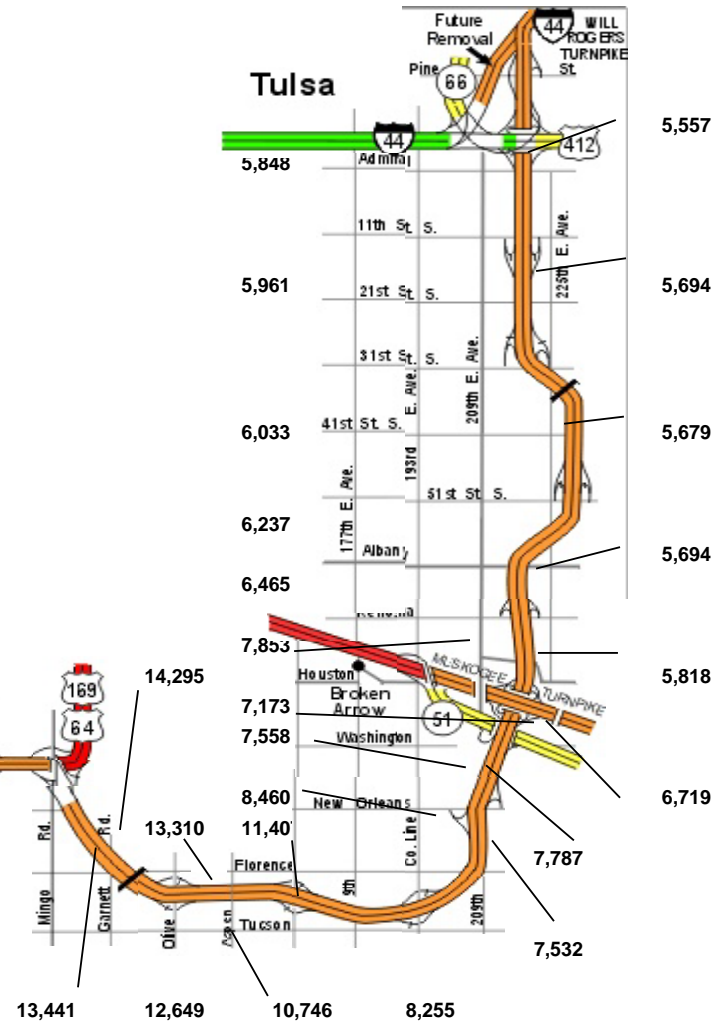 Future
Removal
44
WILL
ROGERS
TURNPIKE
Pine
St.
66
Tulsa
5,557
44
412
5,848
Admiral
11th St. S.
225th E. Ave.
5,961
21st St. S.
5,694
31st St. S.
209th E. Ave.
193rd E. Ave.
6,033
41st St. S.
5,679
177th E. Ave.
51st St. S.
6,237
Albany
5,694
6,465
7,853
MUSKOGEE TURNPIKE
Houston
5,818
169
14,295
Broken
Arrow
7,173
51
64
7,558
Washington
8,460
New Orleans
6,719
13,310
11,40
Mingo Rd.
Garnett Rd.
Co. Line
7,787
Florence
9th
209th
Olive
Tucson
7,532
13,441
12,649
10,746
8,255